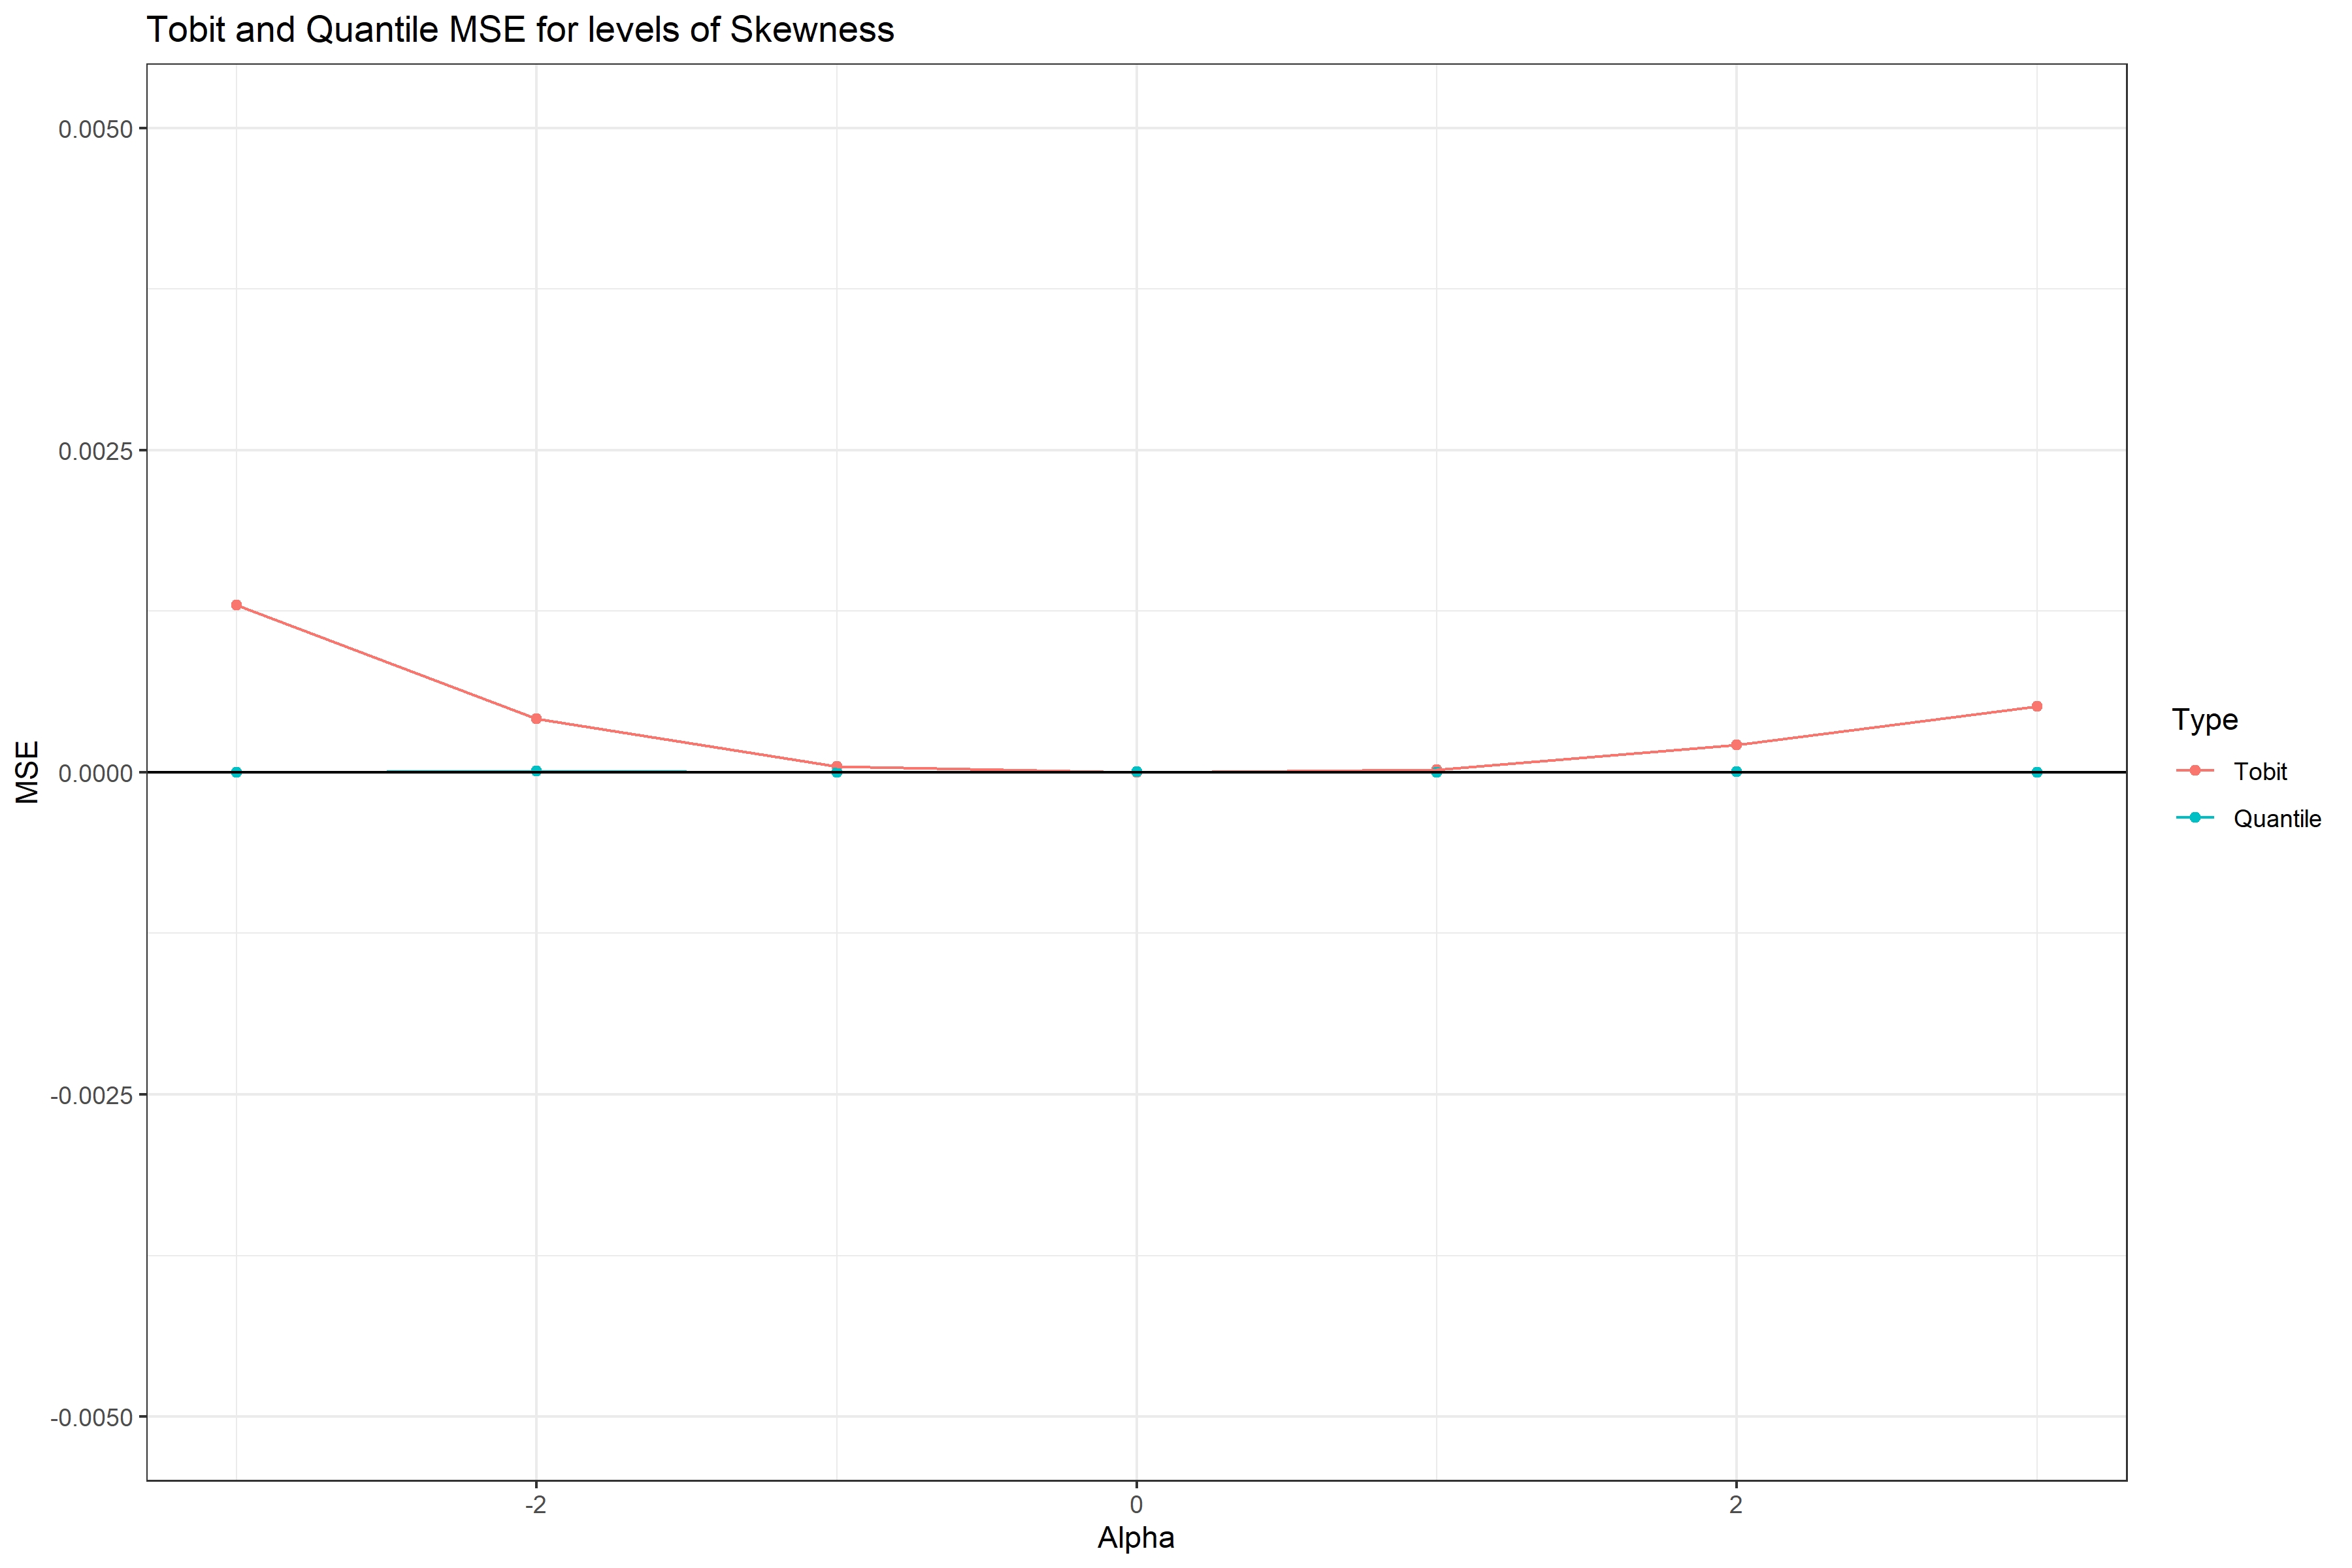 Tobit and Quantile MSE for levels of Skewness
0.0050
0.0025
0.0000
-0.0025
-0.0050
MSE
-2
0
2
Alpha
Type
Tobit
Quantile